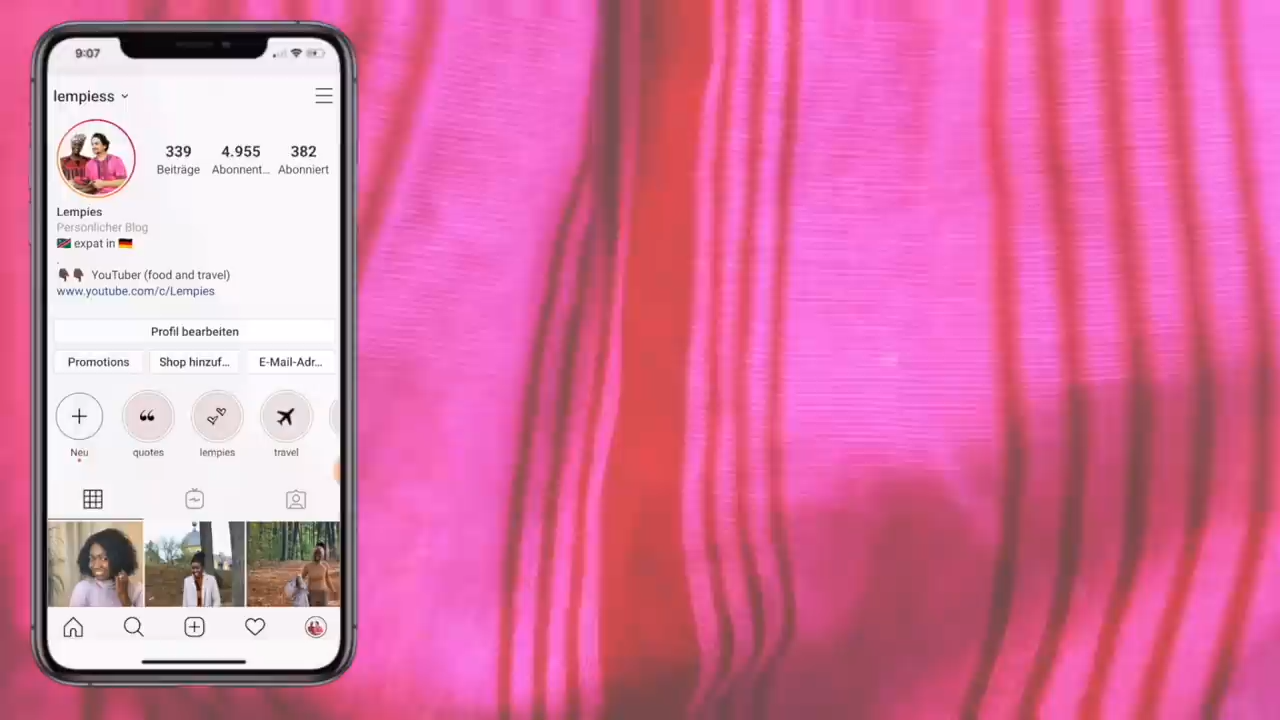 9:07
lempiess
339 4.955 382
Beiträge Abonnent... Abonniert
Lempies
Persönlicher Blog
🇳🇦 expat in 🇩🇪
.
👇🏿👇🏿 YouTuber (food and travel)
www.youtube.com/c/Lempies
Profil bearbeiten
Promotions Shop hinzuf... E-Mail-Adr...
Neu quotes lempies travel